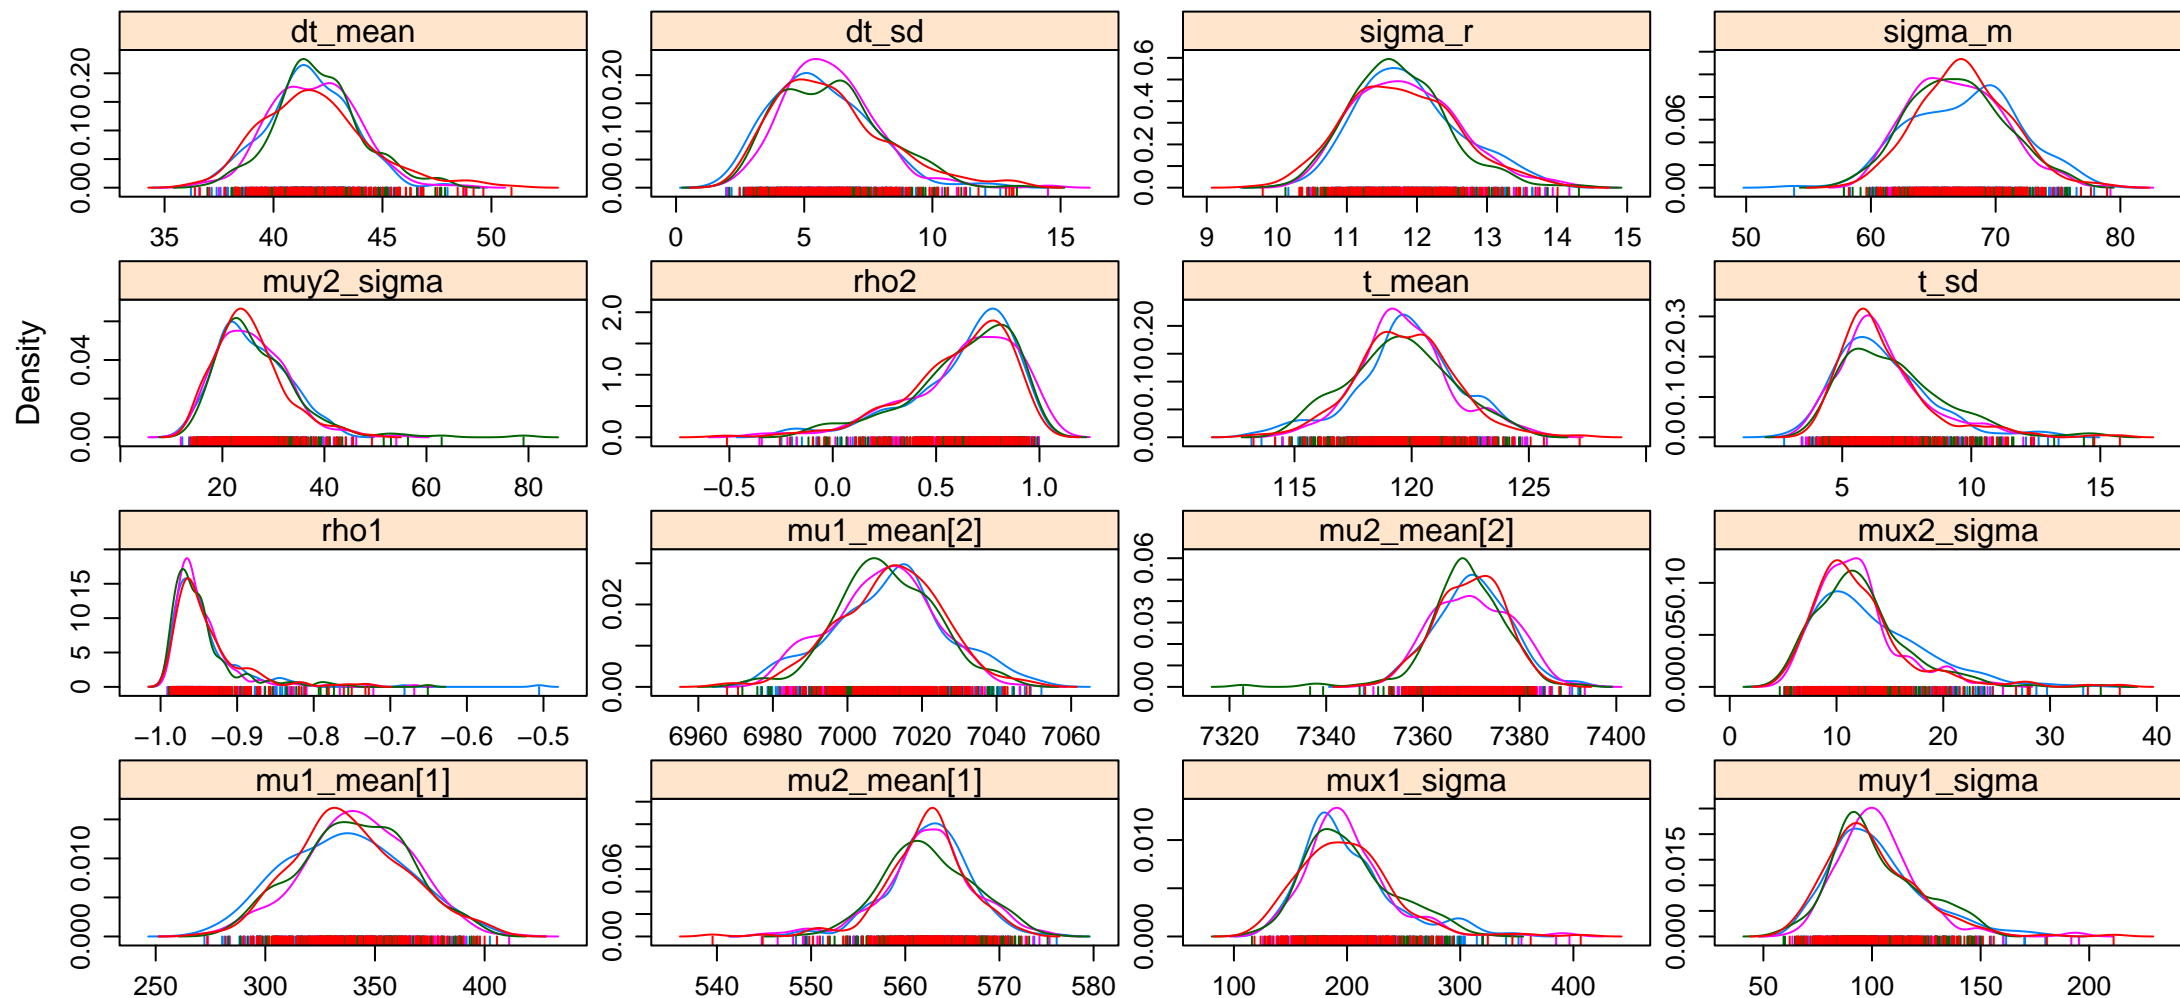 dt_mean dt_sd sigma_r sigma_m
0.00 0.10 0.20 0.00 0.10 0.20 0.0 0.2 0.4 0.6 0.00 0.06
35 40 45 50 0 5 10 15 9 10 11 12 13 14 15 50 60 70 80
muy2_sigma rho2 t_mean t_sd
Density
0.00 0.04 0.0 1.0 2.0 0.00 0.10 0.20 0.0 0.1 0.2 0.3
20 40 60 80 −0.5 0.0 0.5 1.0 115 120 125 5 10 15
rho1 mu1_mean[2] mu2_mean[2] mux2_sigma
0 5 10 15 0.00 0.02 0.00 0.03 0.06 0.00 0.05 0.10
−1.0 −0.9 −0.8 −0.7 −0.6 −0.5 6960 6980 7000 7020 7040 7060 7320 7340 7360 7380 7400 0 10 20 30 40
mu1_mean[1] mu2_mean[1] mux1_sigma muy1_sigma
0.000 0.010 0.00 0.06 0.000 0.010 0.000 0.015
250 300 350 400 540 550 560 570 580 100 200 300 400 50 100 150 200